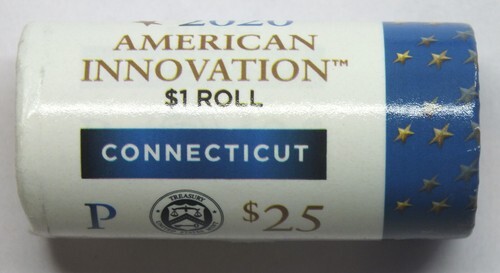 2020
AMERICAN
INNOVATION™
$1 ROLL
CONNECTICUT
P
TREASURY
$25